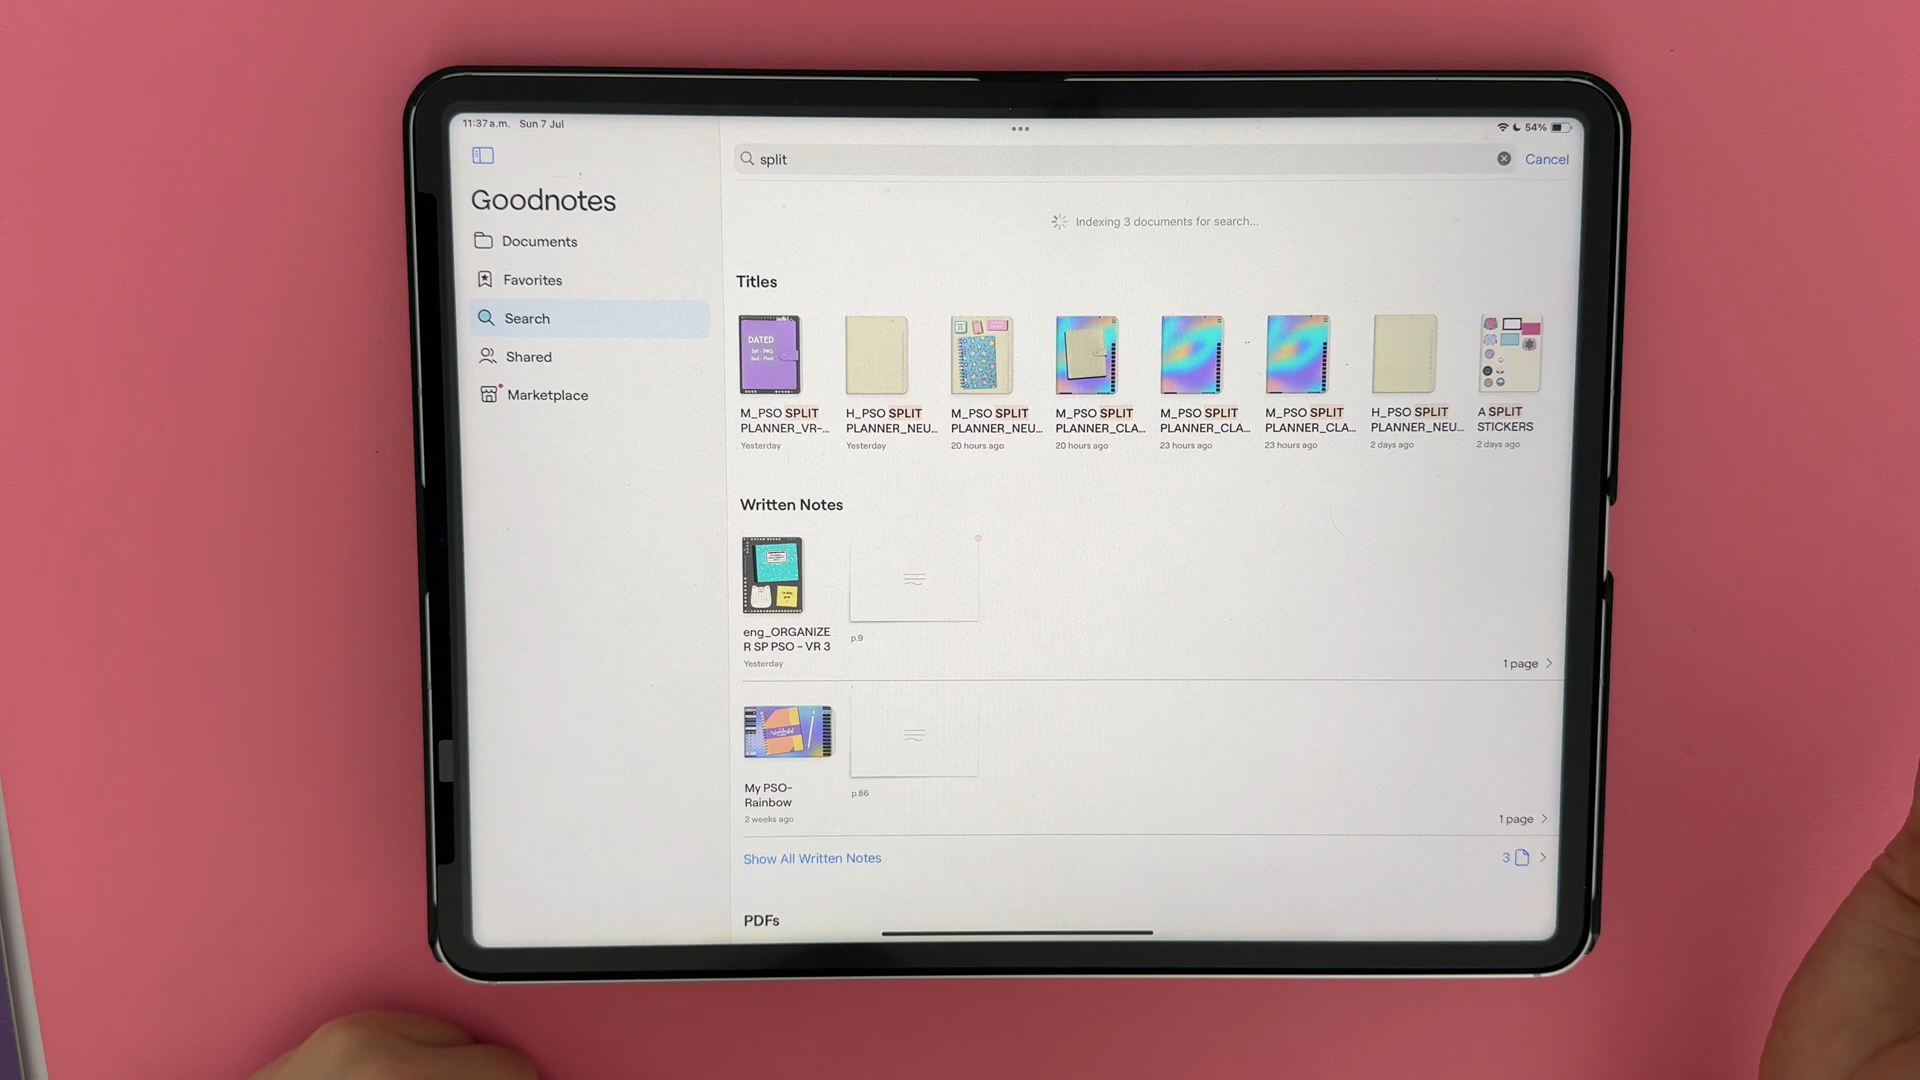 11:37 a.m. Sun 7 Jul
54%
Goodnotes
Documents
Favorites
Search
Shared
Marketplace
split
Cancel
Indexing 3 documents for search...
Titles
DATED
M_PSO SPLIT
PLANNER_VR-...
Yesterday
H_PSO SPLIT
PLANNER_NEU...
Yesterday
M_PSO SPLIT
PLANNER_NEU...
20 hours ago
M_PSO SPLIT
PLANNER_CLA...
20 hours ago
M_PSO SPLIT
PLANNER_CLA...
23 hours ago
M_PSO SPLIT
PLANNER_CLA...
23 hours ago
H_PSO SPLIT
PLANNER_NEU...
2 days ago
A SPLIT
STICKERS
2 days ago
Written Notes
eng_ORGANIZE
R SP PSO - VR 3
Yesterday
p.9
1 page
My PSO-
Rainbow
2 weeks ago
p.86
1 page
Show All Written Notes
3
PDFs